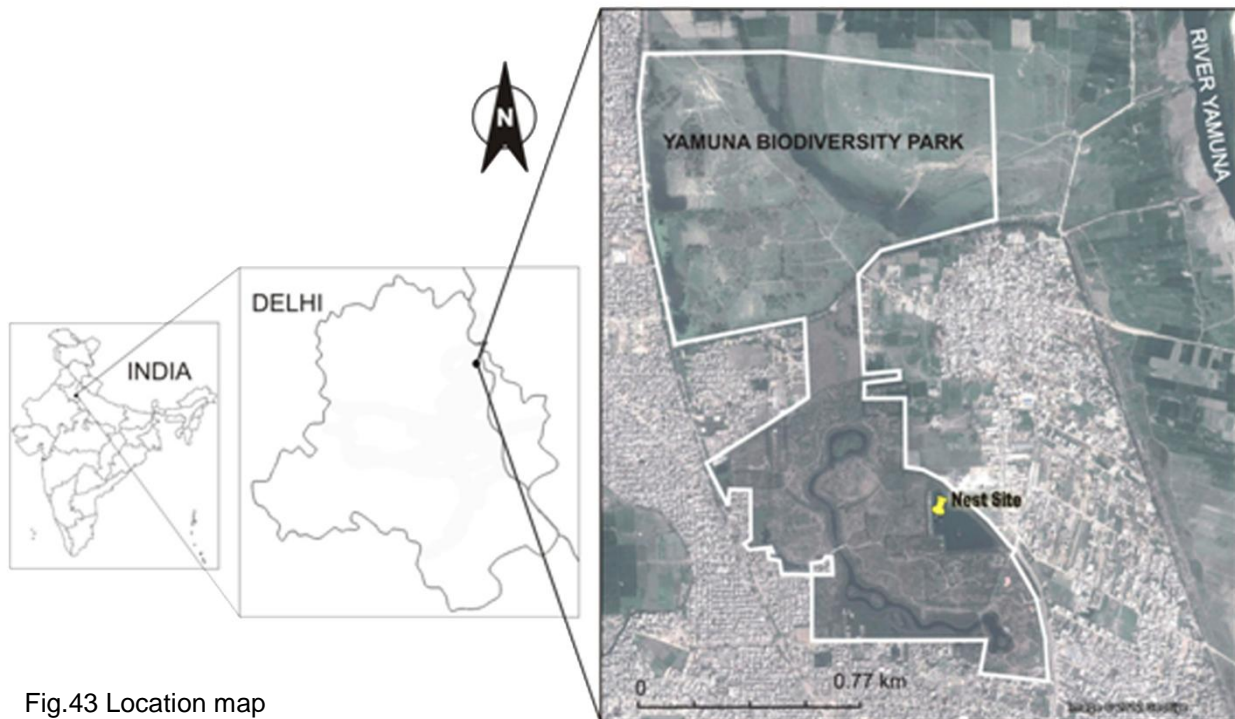 N
YAMUNA BIODIVERSITY PARK
RIVER YAMUNA
DELHI
INDIA
Nest Site
0 0.77 km
Fig.43 Location map